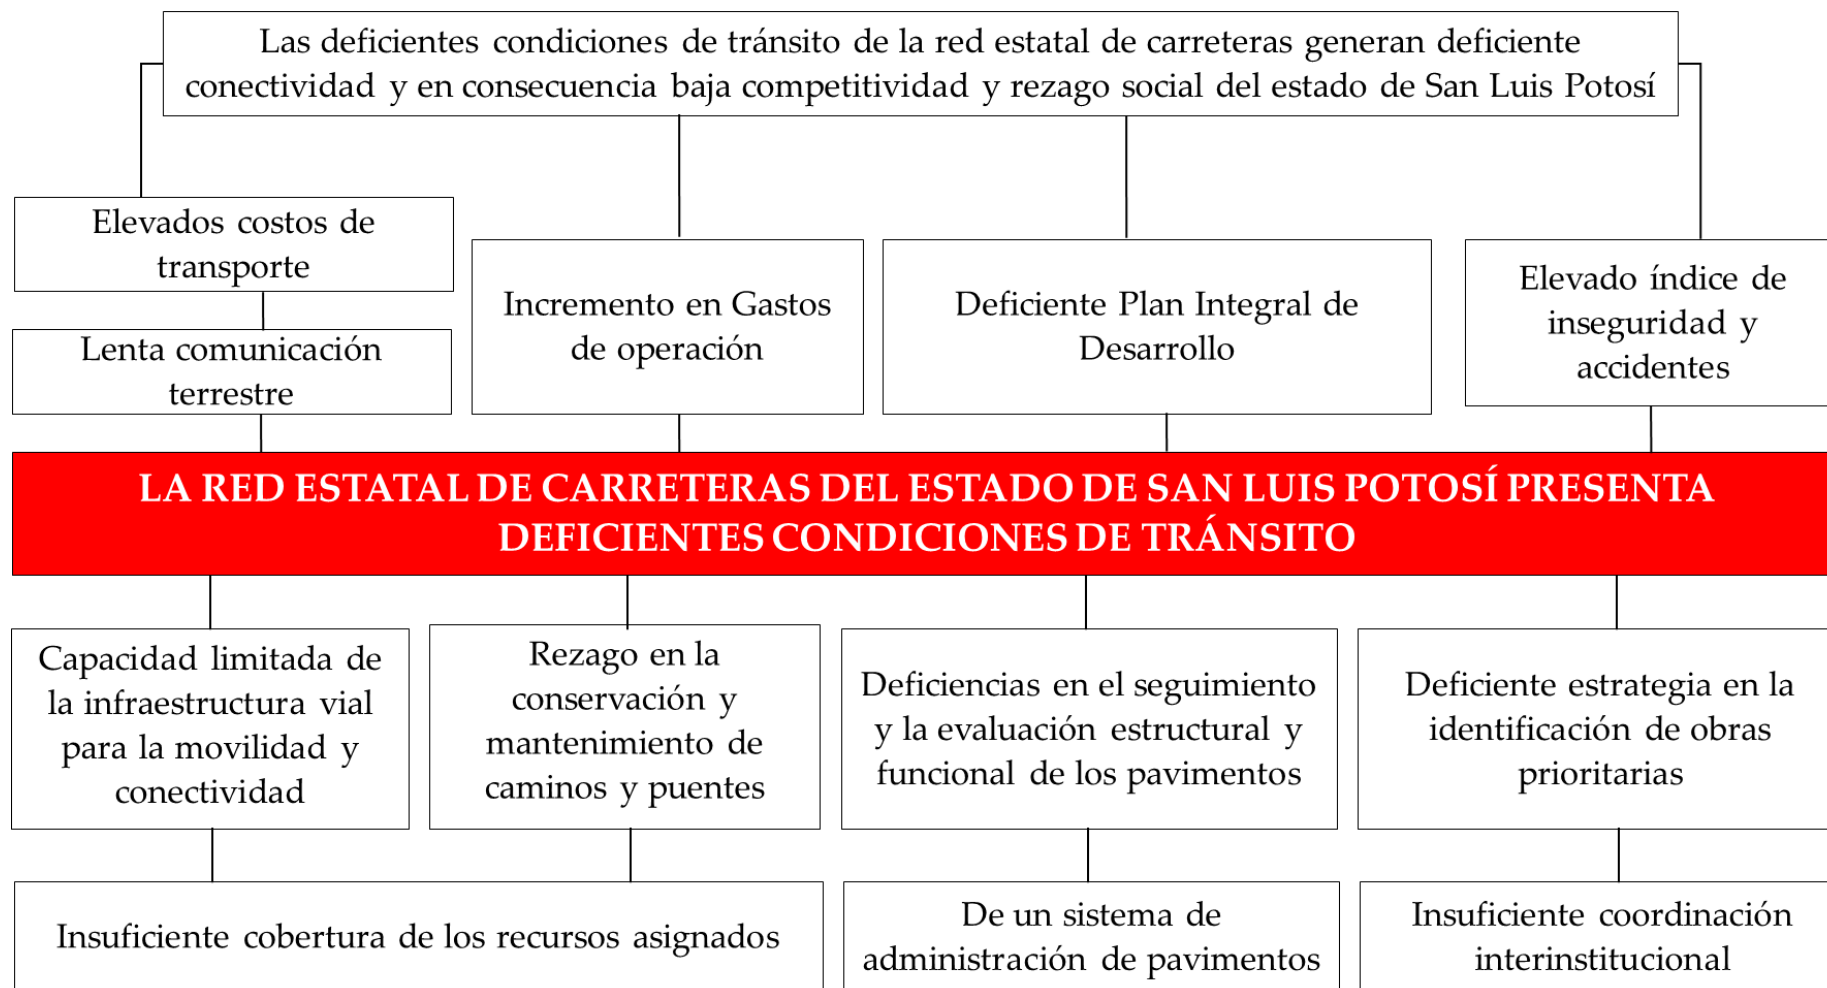 Las deficientes condiciones de tránsito de la red estatal de carreteras generan deficiente
conectividad y en consecuencia baja competitividad y rezago social del estado de San Luis Potosí
Elevados costos de
transporte
Lenta comunicación
terrestre
Incremento en Gastos
de operación
Deficiente Plan Integral de
Desarrollo
Elevado índice de
inseguridad y
accidentes
LA RED ESTATAL DE CARRETERAS DEL ESTADO DE SAN LUIS POTOSÍ PRESENTA
DEFICIENTES CONDICIONES DE TRÁNSITO
Capacidad limitada de
la infraestructura vial
para la movilidad y
conectividad
Rezago en la
conservación y
mantenimiento de
caminos y puentes
Deficiencias en el seguimiento
y la evaluación estructural y
funcional de los pavimentos
Deficiente estrategia en la
identificación de obras
prioritarias
Insuficiente cobertura de los recursos asignados
De un sistema de
administración de pavimentos
Insuficiente coordinación
interinstitucional